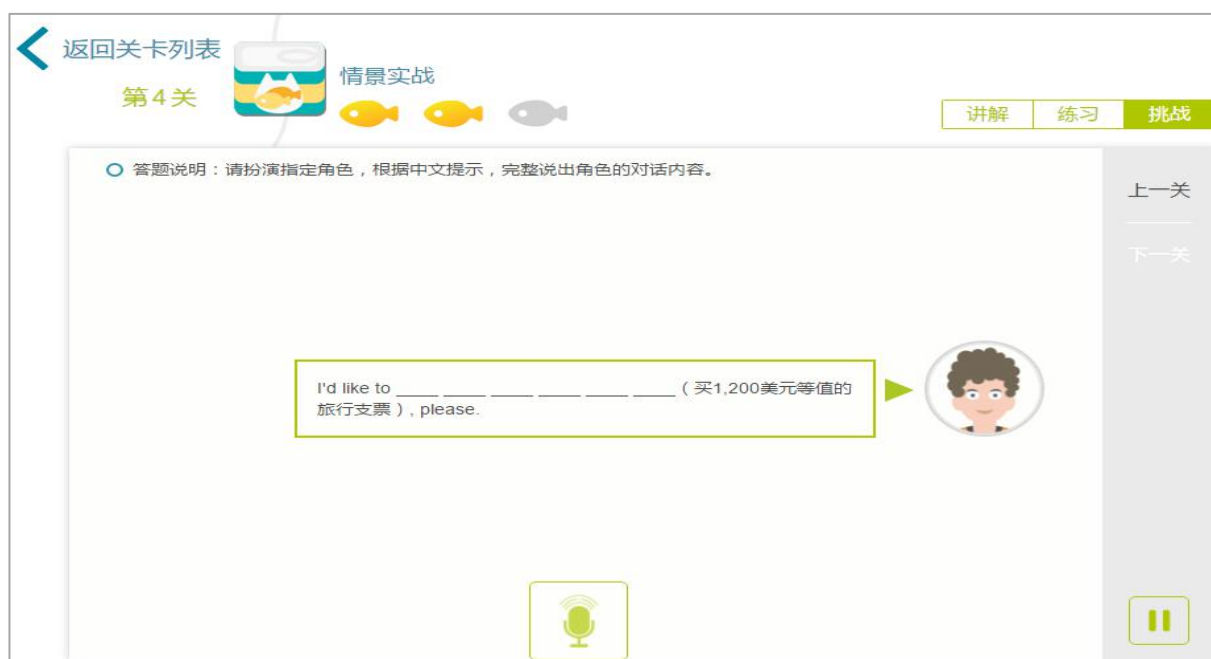 返回关卡列表
第4关
情景实战
讲解 练习 挑战
答题说明：请扮演指定角色，根据中文提示，完整说出角色的对话内容。
上一关
下一关
I'd like to ____ ____ ____ ____ ____ ____ ( 买1,200美元等值的
旅行支票 ) , please.